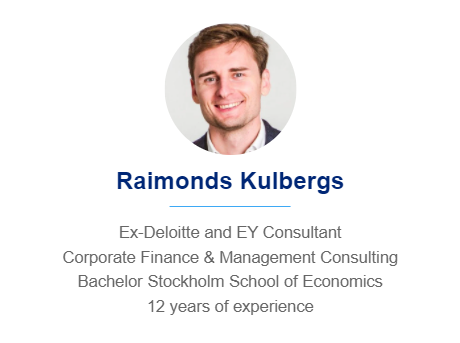 Raimonds Kulbergs
Ex-Deloitte and EY Consultant
Corporate Finance & Management Consulting
Bachelor Stockholm School of Economics
12 years of experience